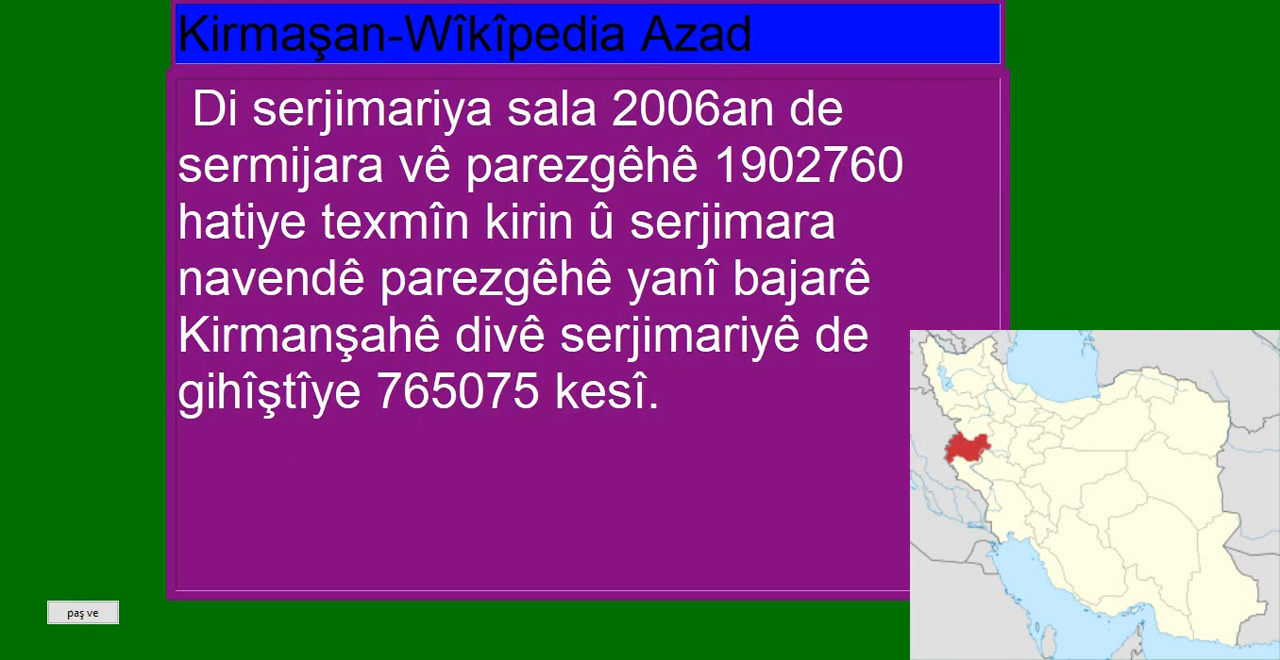 Kirmaşan-Wîkîpedia Azad
Di serjimariya sala 2006an de
sermijara vê parezgêhê 1902760
hatiye texmîn kirin û serjimara
navendê parezgêhê yanî bajarê
Kirmanşahê divê serjimariyê de
gihîştîye 765075 kesî.
paş ve